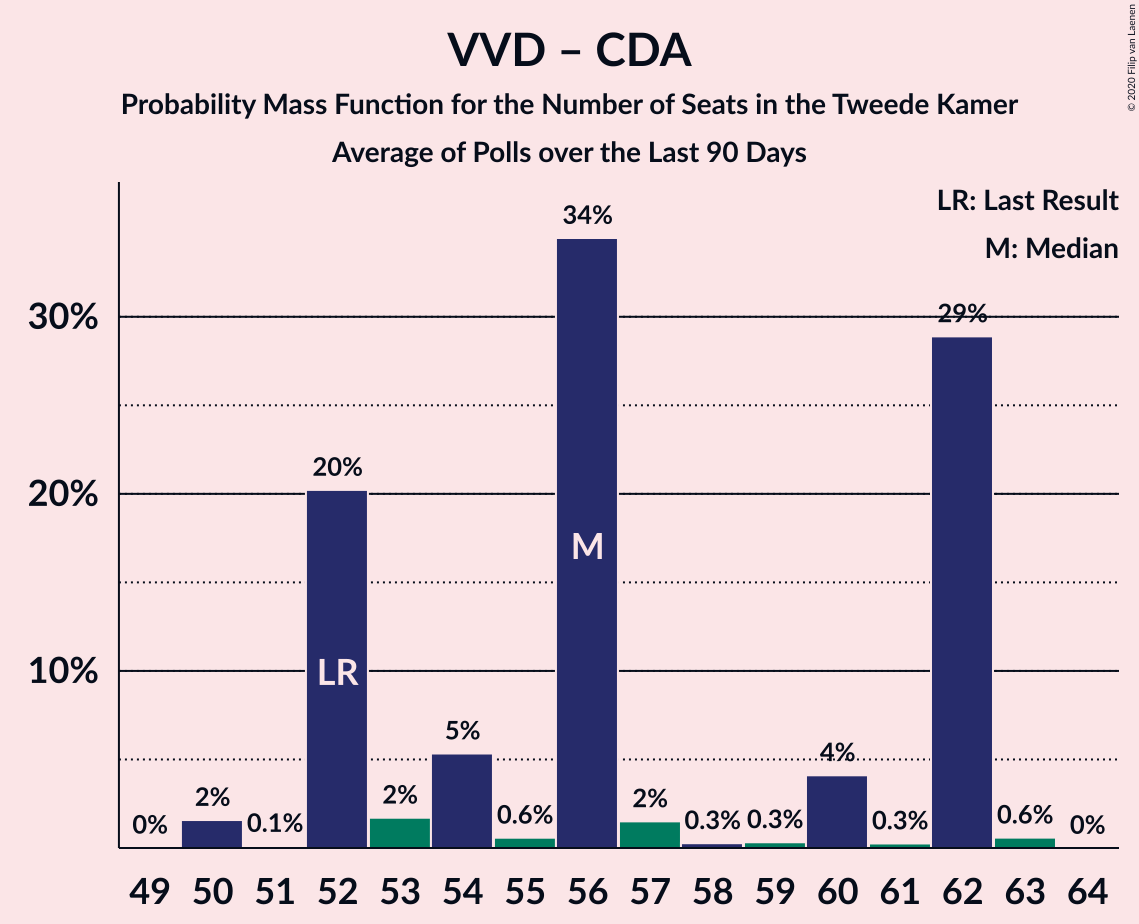 VVD – CDA
Probability Mass Function for the Number of Seats in the Tweede Kamer
Average of Polls over the Last 90 Days
© 2020 Filip van Laenen
LR: Last Result
M: Median
30%
20%
10%
0%
2%
0.1%
20%
2%
5%
0.6%
34%
2%
0.3%
0.3%
4%
0.3%
29%
0.6%
0%
LR
M
49 50 51 52 53 54 55 56 57 58 59 60 61 62 63 64